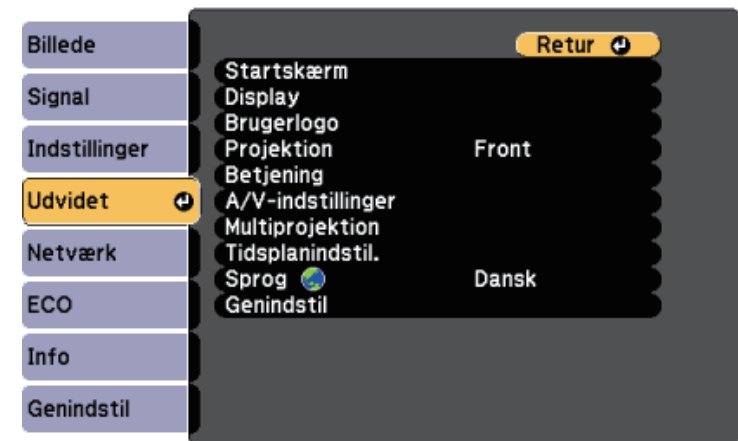 Billede
Signal
Indstillinger
Udvidet
Netværk
ECO
Info
Genindstil
Retur
Startskærm
Display
Brugerlogo
Projektion Front
Betjening
A/V-indstillinger
Multiprojektion
Tidsplanindstil.
Sprog Dansk
Genindstil